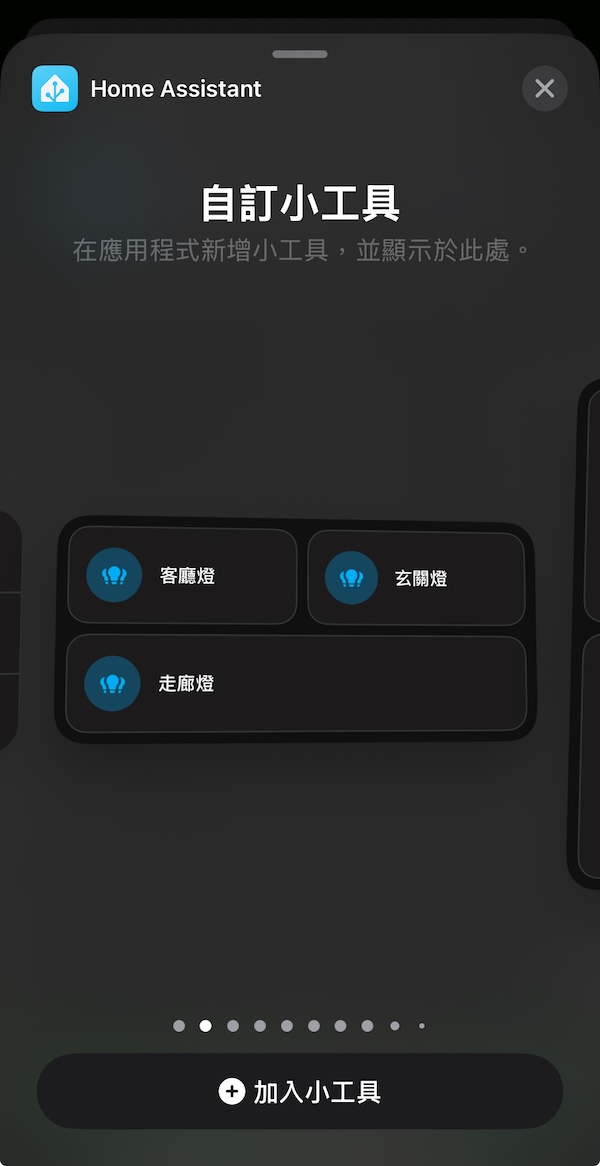 Home Assistant
自訂小工具
在應用程式新增小工具，並顯示於此處。
客廳燈
玄關燈
走廊燈
加入小工具